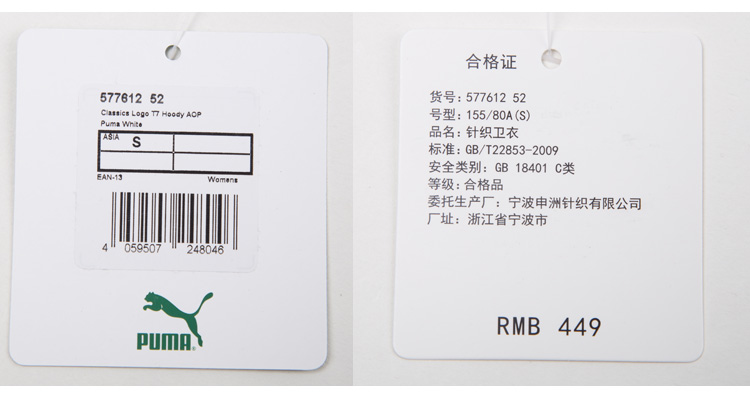 577612 52
Classics Logo T7 Hoody AOP
Puma White
ASIA
S
EAN-13 Womens
4 059507 248046
PUMA®
合格证
货号: 577612 52
号型: 155/80A(S)
品名: 针织卫衣
标准: GB/T22853-2009
安全类别: GB 18401 C类
等级: 合格品
委托生产厂: 宁波申洲针织有限公司
厂址: 浙江省宁波市
RMB 449